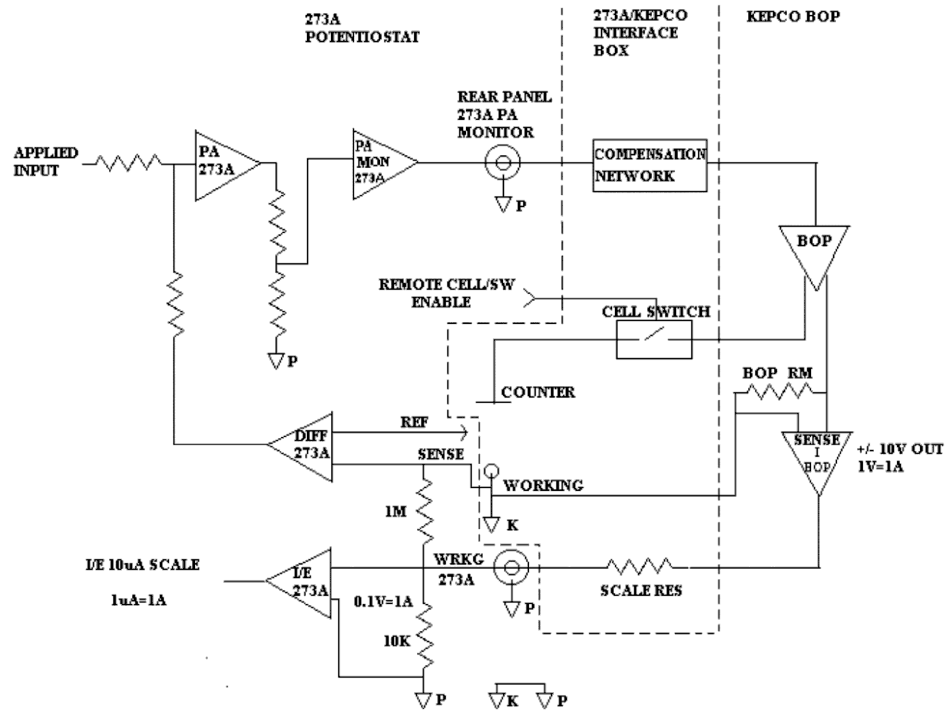 273A
POTENTIOSTAT
273A/KEPCO
INTERFACE
BOX
KEPCO BOP
REAR PANEL
273A PA
MONITOR
APPLIED
INPUT
PA
273A
PA
MON
273A
COMPENSATION
NETWORK
P
BOP
REMOTE CELL/SW
ENABLE
CELL SWITCH
P
COUNTER
BOP RM
REF
DIFF
273A
SENSE
SENSE
I
BOP
+/- 10V OUT
1V=1A
WORKING
1M
K
I/E 10uA SCALE
1uA=1A
I/E
273A
WRKG
273A
SCALE RES
0.1V=1A
P
10K
P
K
P